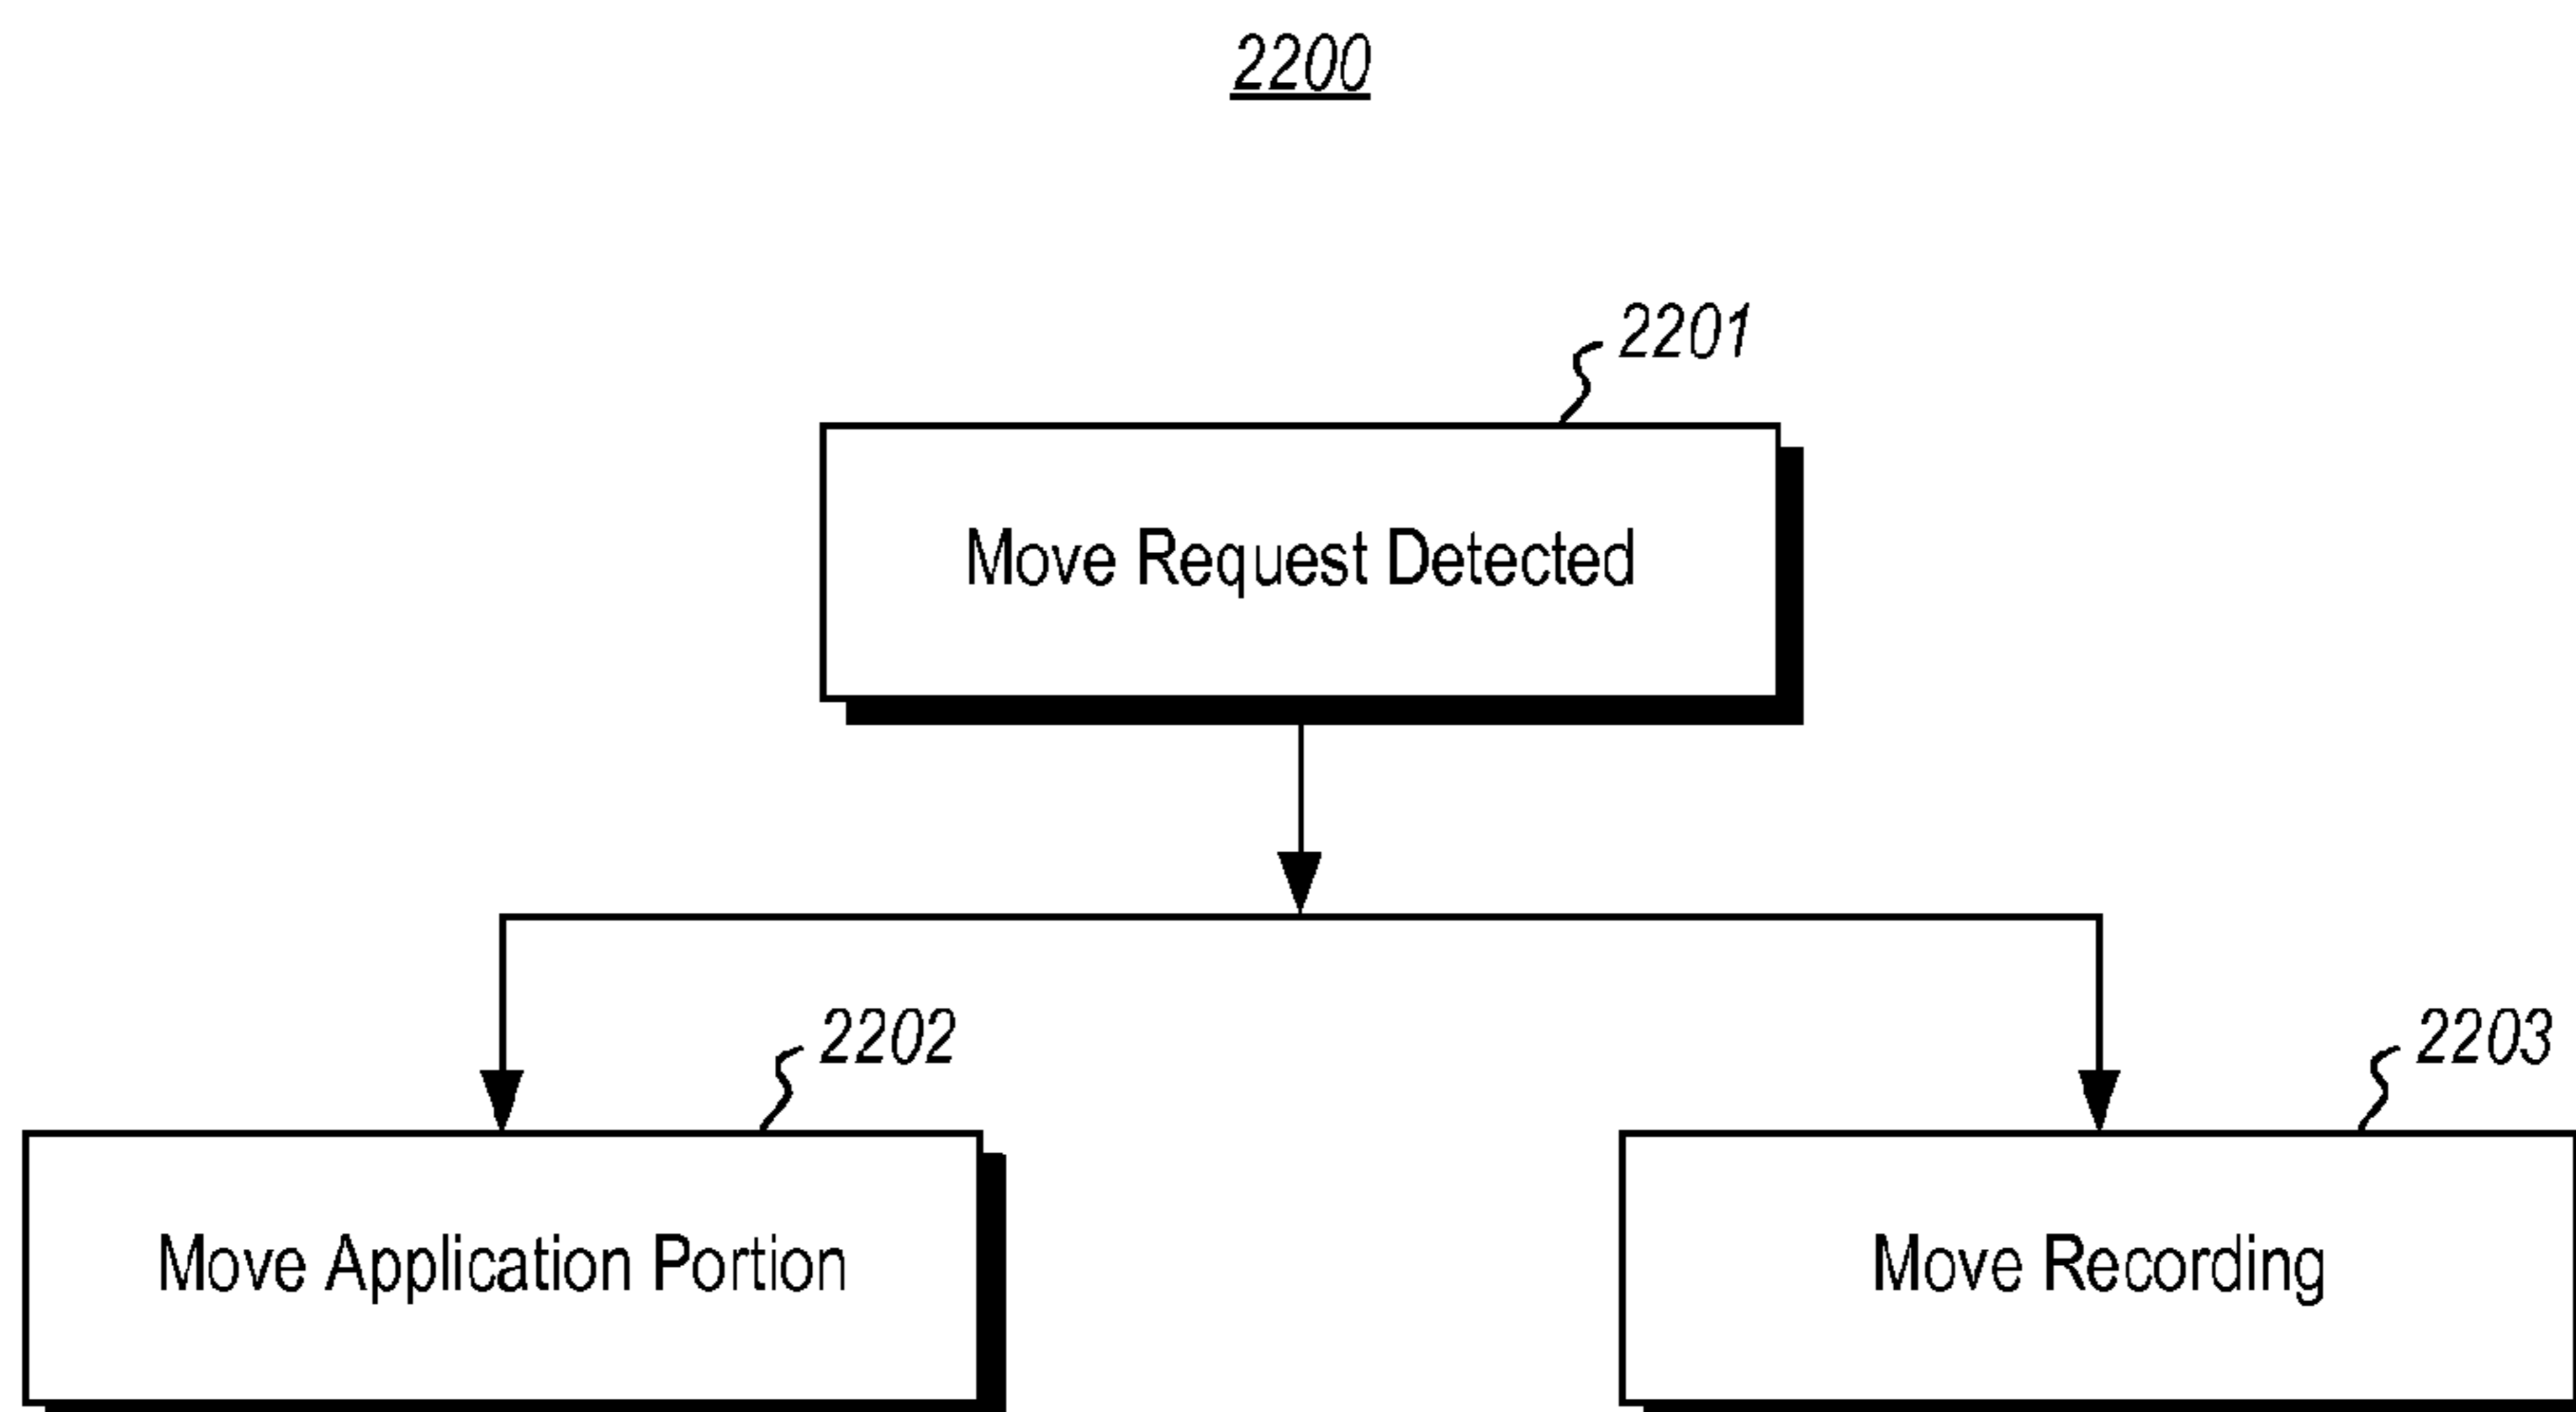 2200
2201
Move Request Detected
2202
2203
Move Application Portion
Move Recording